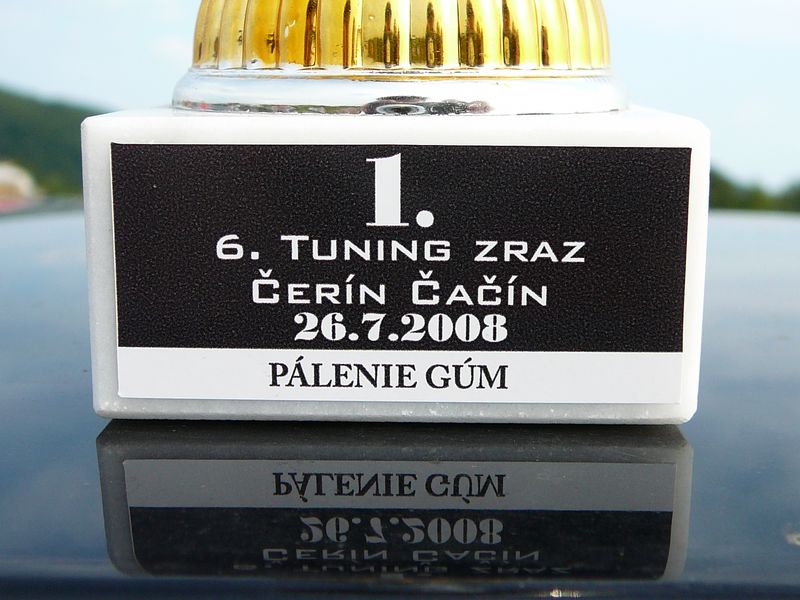 1.
6. TUNING ZRAZ
ČERÍN ČAČÍN
26.7.2008
PÁLENIE GÚM